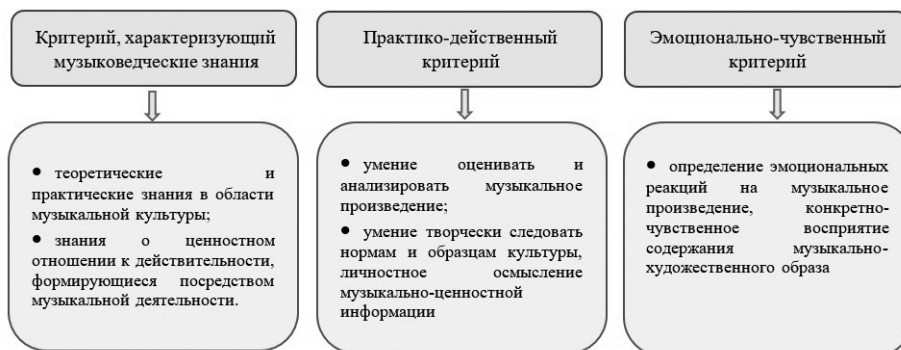 Критерий, характеризующий
музыковедческие знания
Практико-действенный
критерий
Эмоционально-чувственный
критерий
● теоретические и
практические знания в области
музыкальной культуры;
● знания о ценностном
отношении к действительности,
формирующиеся посредством
музыкальной деятельности.
● умение оценивать и
анализировать музыкальное
произведение;
● умение творчески следовать
нормам и образцам культуры,
личностное осмысление
музыкально-ценностной
информации
● определение эмоциональных
реакций на музыкальное
произведение, конкретно-
чувственное восприятие
содержания музыкально-
художественного образа